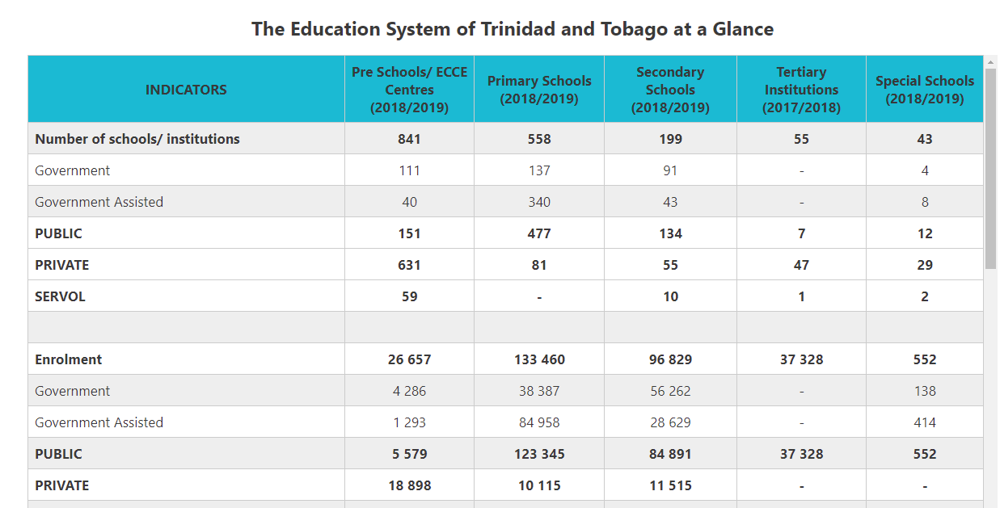 The Education System of Trinidad and Tobago at a Glance
INDICATORS Pre Schools/ ECCE Centres (2018/2019) Primary Schools (2018/2019) Secondary Schools (2018/2019) Tertiary Institutions (2017/2018) Special Schools (2018/2019)
Number of schools/ institutions 841 558 199 55 43
Government 111 137 91 - 4
Government Assisted 40 340 43 - 8
PUBLIC 151 477 134 7 12
PRIVATE 631 81 55 47 29
SERVOL 59 - 10 1 2
Enrolment 26 657 133 460 96 829 37 328 552
Government 4 286 38 387 56 262 - 138
Government Assisted 1 293 84 958 28 629 - 414
PUBLIC 5 579 123 345 84 891 37 328 552
PRIVATE 18 898 10 115 11 515 - -